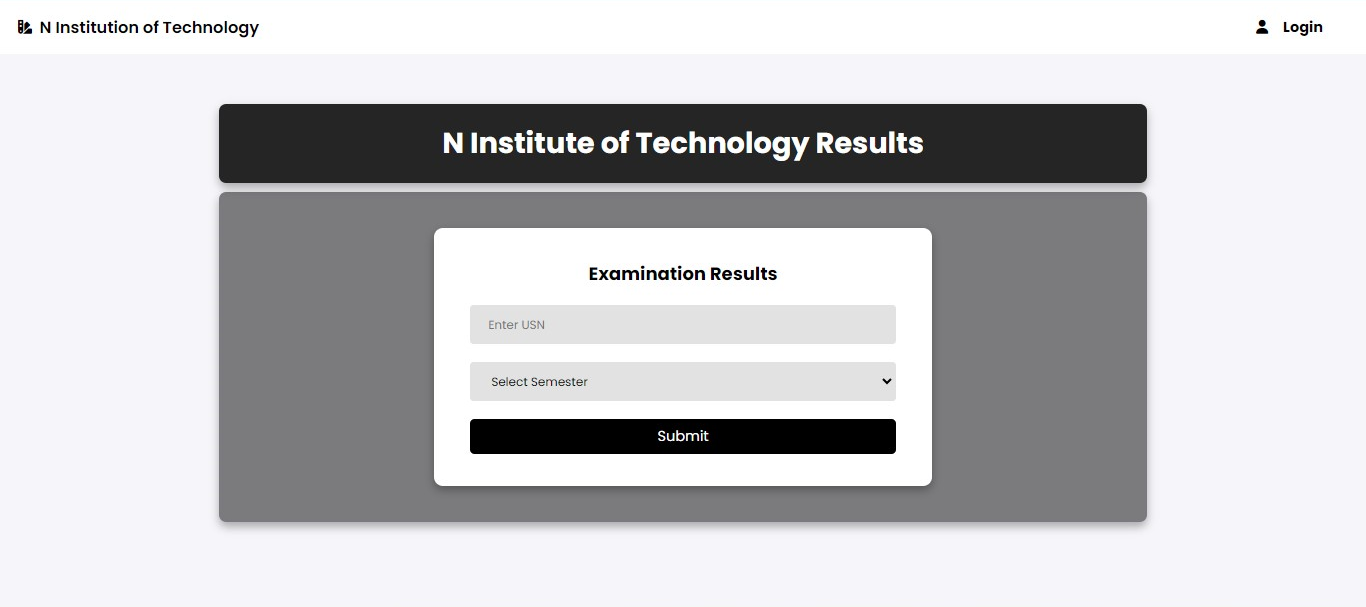 N Institution of Technology
Login
N Institute of Technology Results
Examination Results
Enter USN
Select Semester
Submit